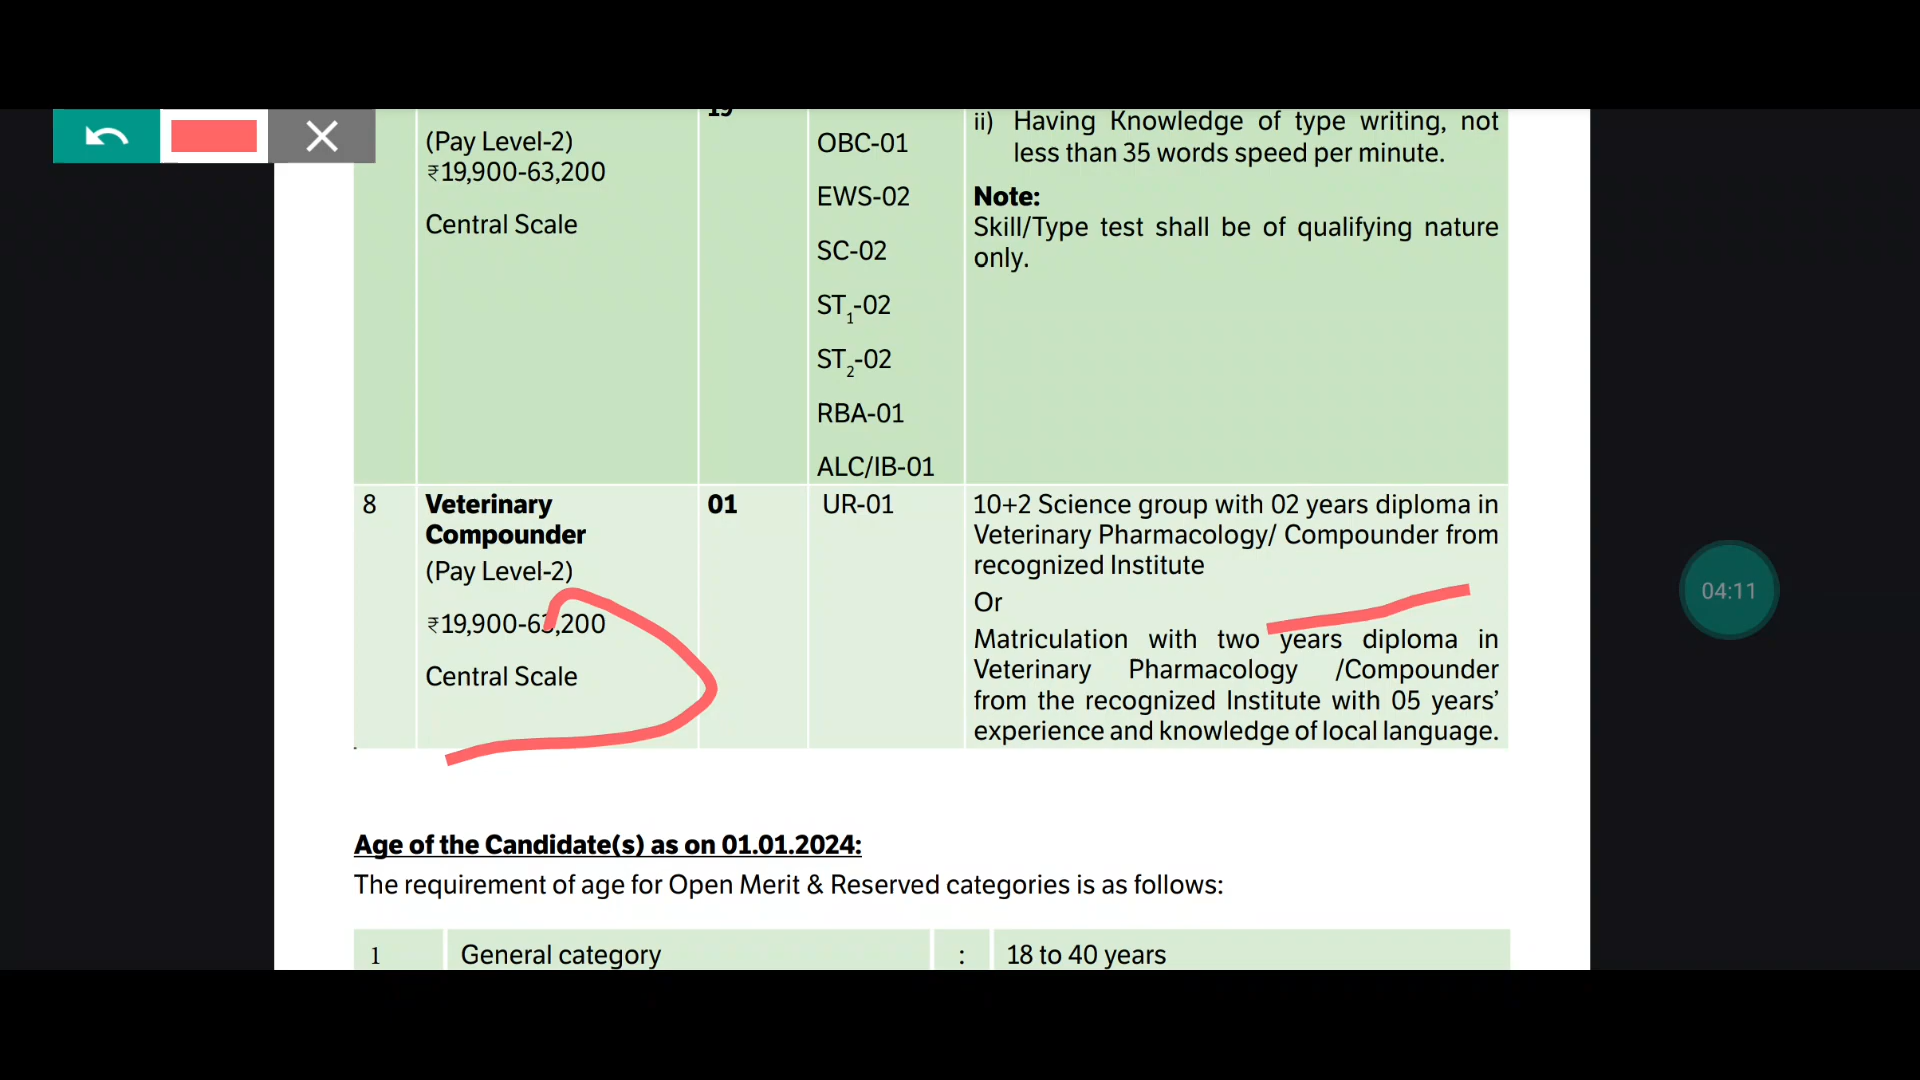 19
(Pay Level-2)
₹19,900-63,200
Central Scale
OBC-01
EWS-02
SC-02
ST1-02
ST2-02
RBA-01
ALC/IB-01
ii) Having Knowledge of type writing, not
less than 35 words speed per minute.
Note:
Skill/Type test shall be of qualifying nature
only.
8
Veterinary
Compounder
(Pay Level-2)
₹19,900-63,200
Central Scale
01
UR-01
10+2 Science group with 02 years diploma in
Veterinary Pharmacology/ Compounder from
recognized Institute
Or
Matriculation with two years diploma in
Veterinary Pharmacology /Compounder
from the recognized Institute with 05 years’
experience and knowledge of local language.
04:11
Age of the Candidate(s) as on 01.01.2024:
The requirement of age for Open Merit & Reserved categories is as follows:
1 General category : 18 to 40 years